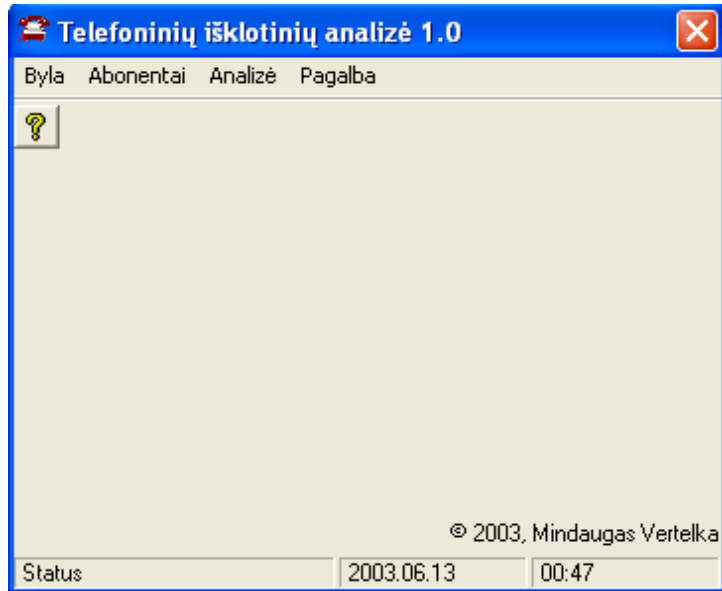 Telefoninių išklotinių analizė 1.0
Byla Abonentai Analizė Pagalba
© 2003, Mindaugas Vertelka
Status 2003.06.13 00:47